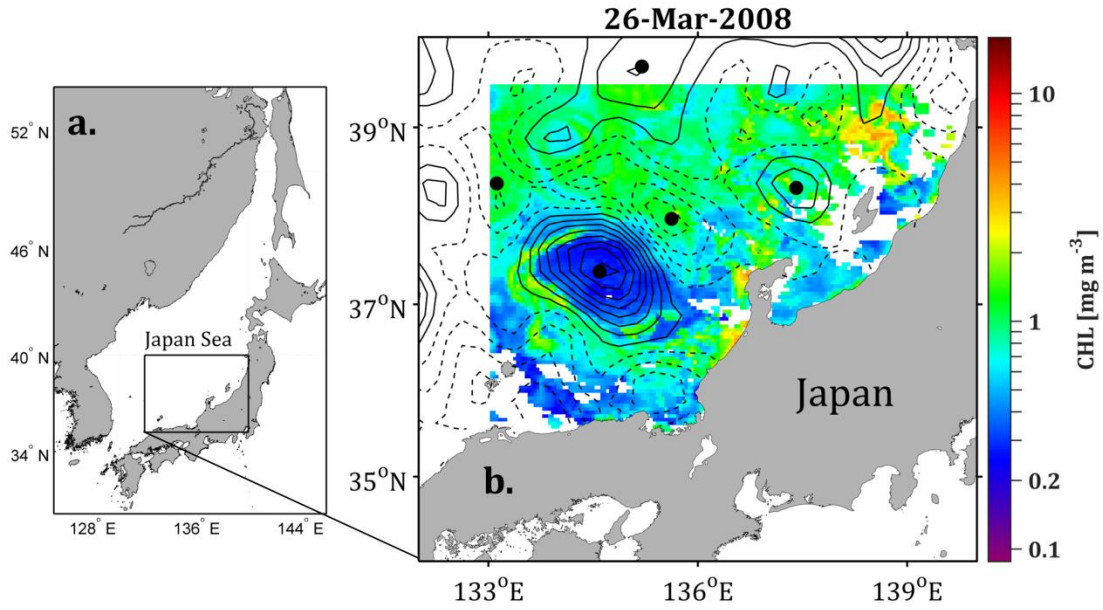 26-Mar-2008
a.
52° N
46° N
40° N
34° N
Japan Sea
128° E
136° E
144° E
39°N
37°N
35°N
Japan
b.
133°E
136°E
139°E
10
1
0.2
0.1
CHL [mg m-3]